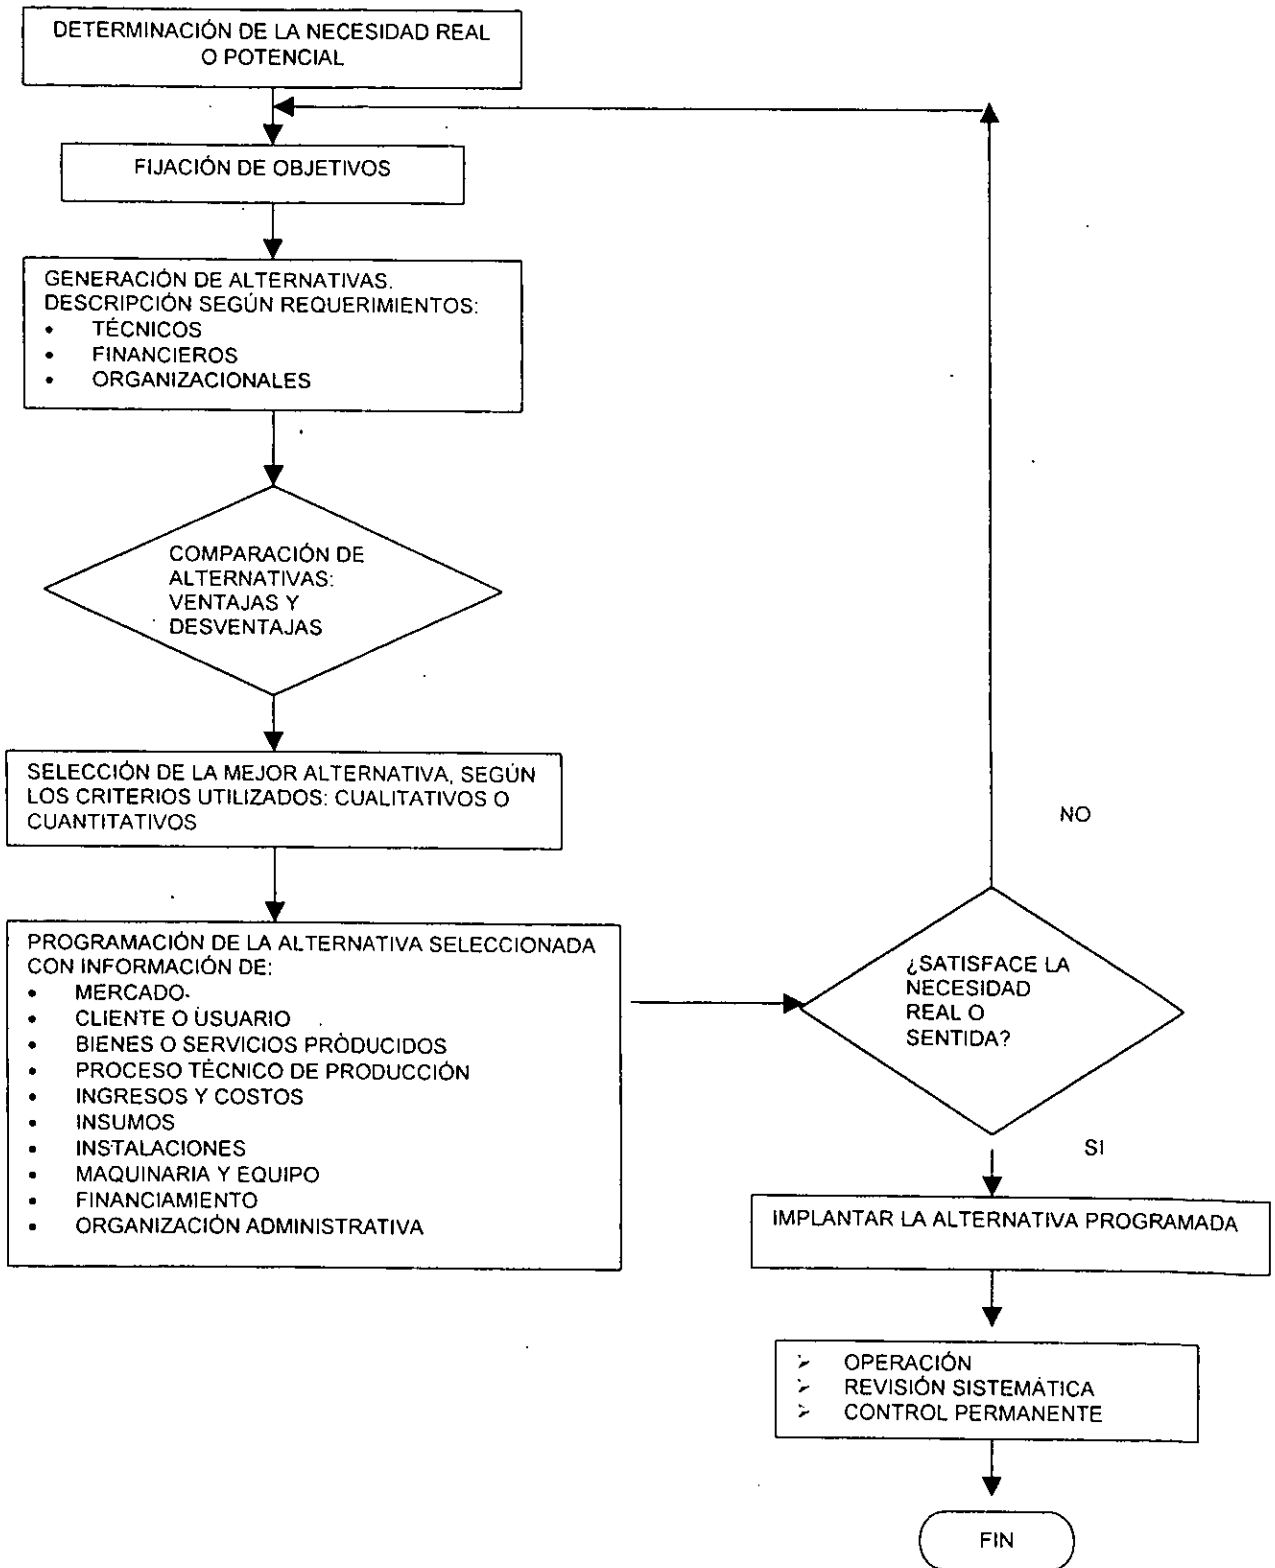 DETERMINACIÓN DE LA NECESIDAD REAL
O POTENCIAL
FIJACIÓN DE OBJETIVOS
GENERACIÓN DE ALTERNATIVAS.
DESCRIPCIÓN SEGÚN REQUERIMIENTOS:
• TÉCNICOS
• FINANCIEROS
• ORGANIZACIONALES
COMPARACIÓN DE
ALTERNATIVAS:
VENTAJAS Y
DESVENTAJAS
SELECCIÓN DE LA MEJOR ALTERNATIVA, SEGÚN
LOS CRITERIOS UTILIZADOS: CUALITATIVOS O
CUANTITATIVOS
PROGRAMACIÓN DE LA ALTERNATIVA SELECCIONADA
CON INFORMACIÓN DE:
• MERCADO
• CLIENTE O USUARIO
• BIENES O SERVICIOS PRODUCIDOS
• PROCESO TÉCNICO DE PRODUCCIÓN
• INGRESOS Y COSTOS
• INSUMOS
• INSTALACIONES
• MAQUINARIA Y EQUIPO
• FINANCIAMIENTO
• ORGANIZACIÓN ADMINISTRATIVA
NO
¿SATISFACE LA
NECESIDAD
REAL O
SENTIDA?
SI
IMPLANTAR LA ALTERNATIVA PROGRAMADA
➢ OPERACIÓN
➢ REVISIÓN SISTEMÁTICA
➢ CONTROL PERMANENTE
FIN